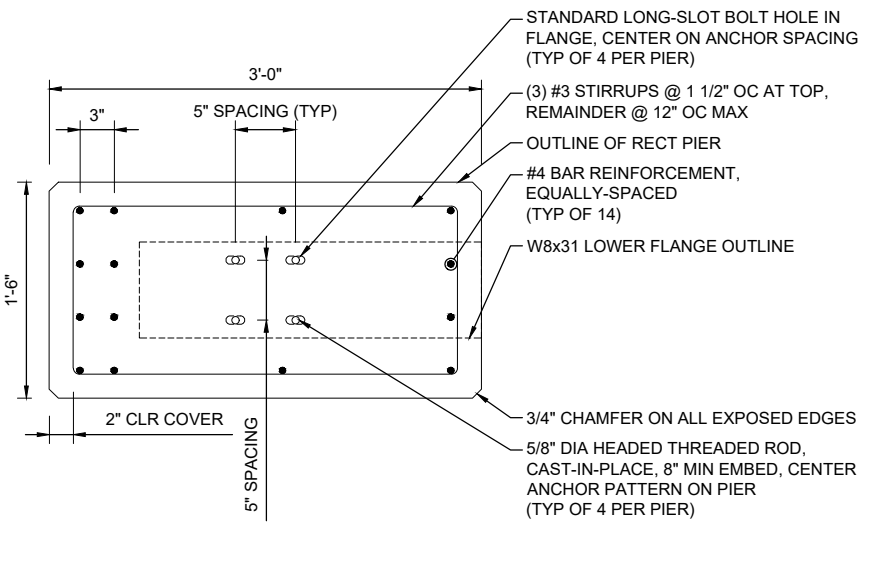 STANDARD LONG-SLOT BOLT HOLE IN
FLANGE, CENTER ON ANCHOR SPACING
(TYP OF 4 PER PIER)
3'-0"
(3) #3 STIRRUPS @ 1 1/2" OC AT TOP,
REMAINDER @ 12" OC MAX
3"
5" SPACING (TYP)
OUTLINE OF RECT PIER
#4 BAR REINFORCEMENT,
EQUALLY-SPACED
(TYP OF 14)
W8x31 LOWER FLANGE OUTLINE
1'-6"
2" CLR COVER
5" SPACING
3/4" CHAMFER ON ALL EXPOSED EDGES
5/8" DIA HEADED THREADED ROD,
CAST-IN-PLACE, 8" MIN EMBED, CENTER
ANCHOR PATTERN ON PIER
(TYP OF 4 PER PIER)